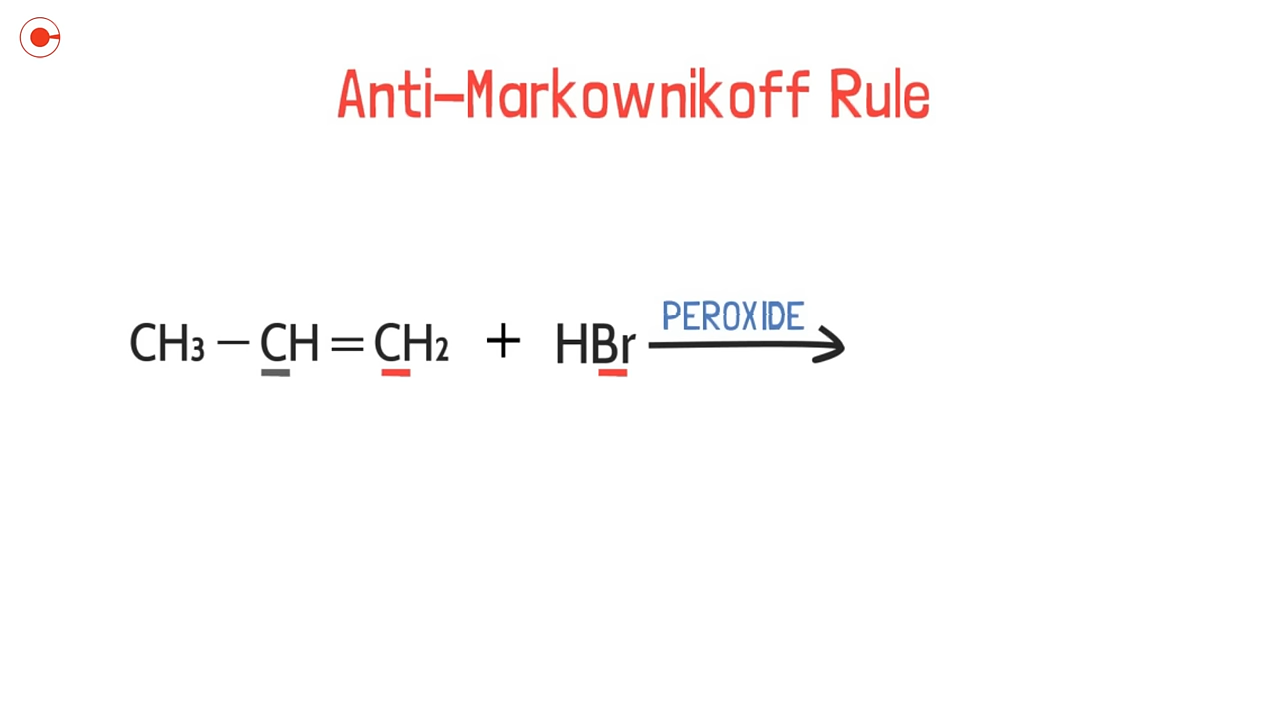 Anti-Markownikoff Rule
PEROXIDE
CH₃ − CH = CH₂ + HBr